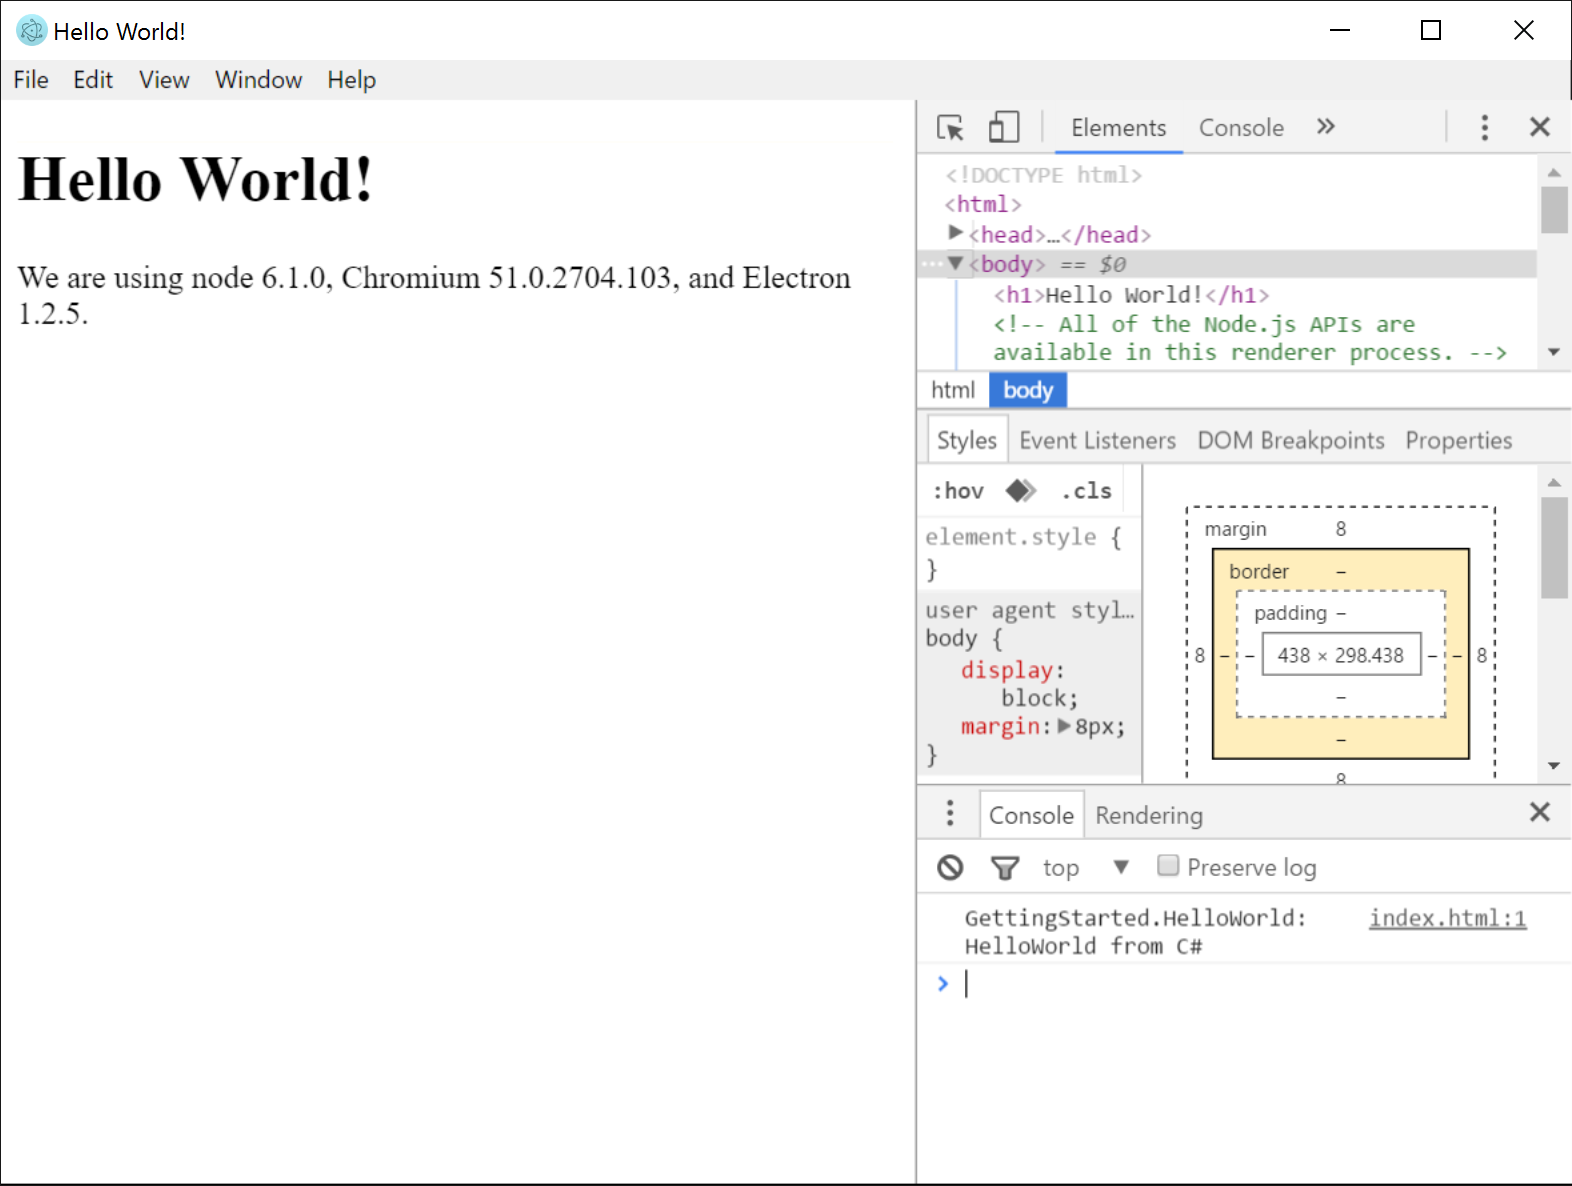 Hello World!
File Edit View Window Help
Hello World!
We are using node 6.1.0, Chromium 51.0.2704.103, and Electron
1.2.5.
Elements Console »
<!DOCTYPE html>
<html>
▶<head>…</head>
…▼<body> == $0
<h1>Hello World!</h1>
<!-- All of the Node.js APIs are
available in this renderer process. -->
html body
Styles Event Listeners DOM Breakpoints Properties
:hov .cls
element.style {
}
user agent styl…
body {
display:
block;
margin:▶8px;
}
margin 8
border –
padding –
8 – – 438 × 298.438 – – 8
–
–
8
Console Rendering
top ▼ Preserve log
GettingStarted.HelloWorld: index.html:1
HelloWorld from C#
>